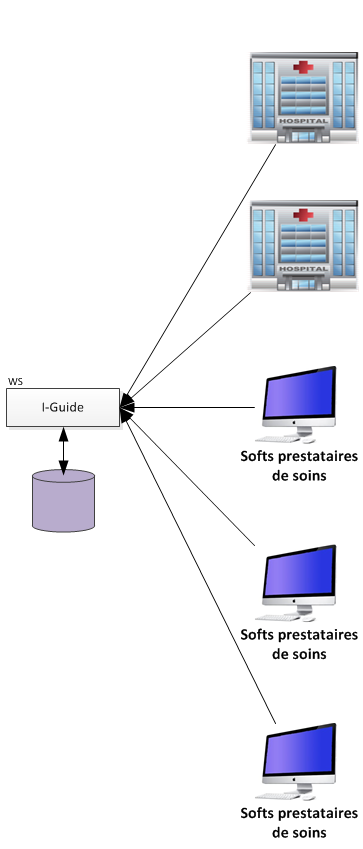 HOSPITAL
HOSPITAL
WS
I-Guide
Softs prestataires
de soins
Softs prestataires
de soins
Softs prestataires
de soins